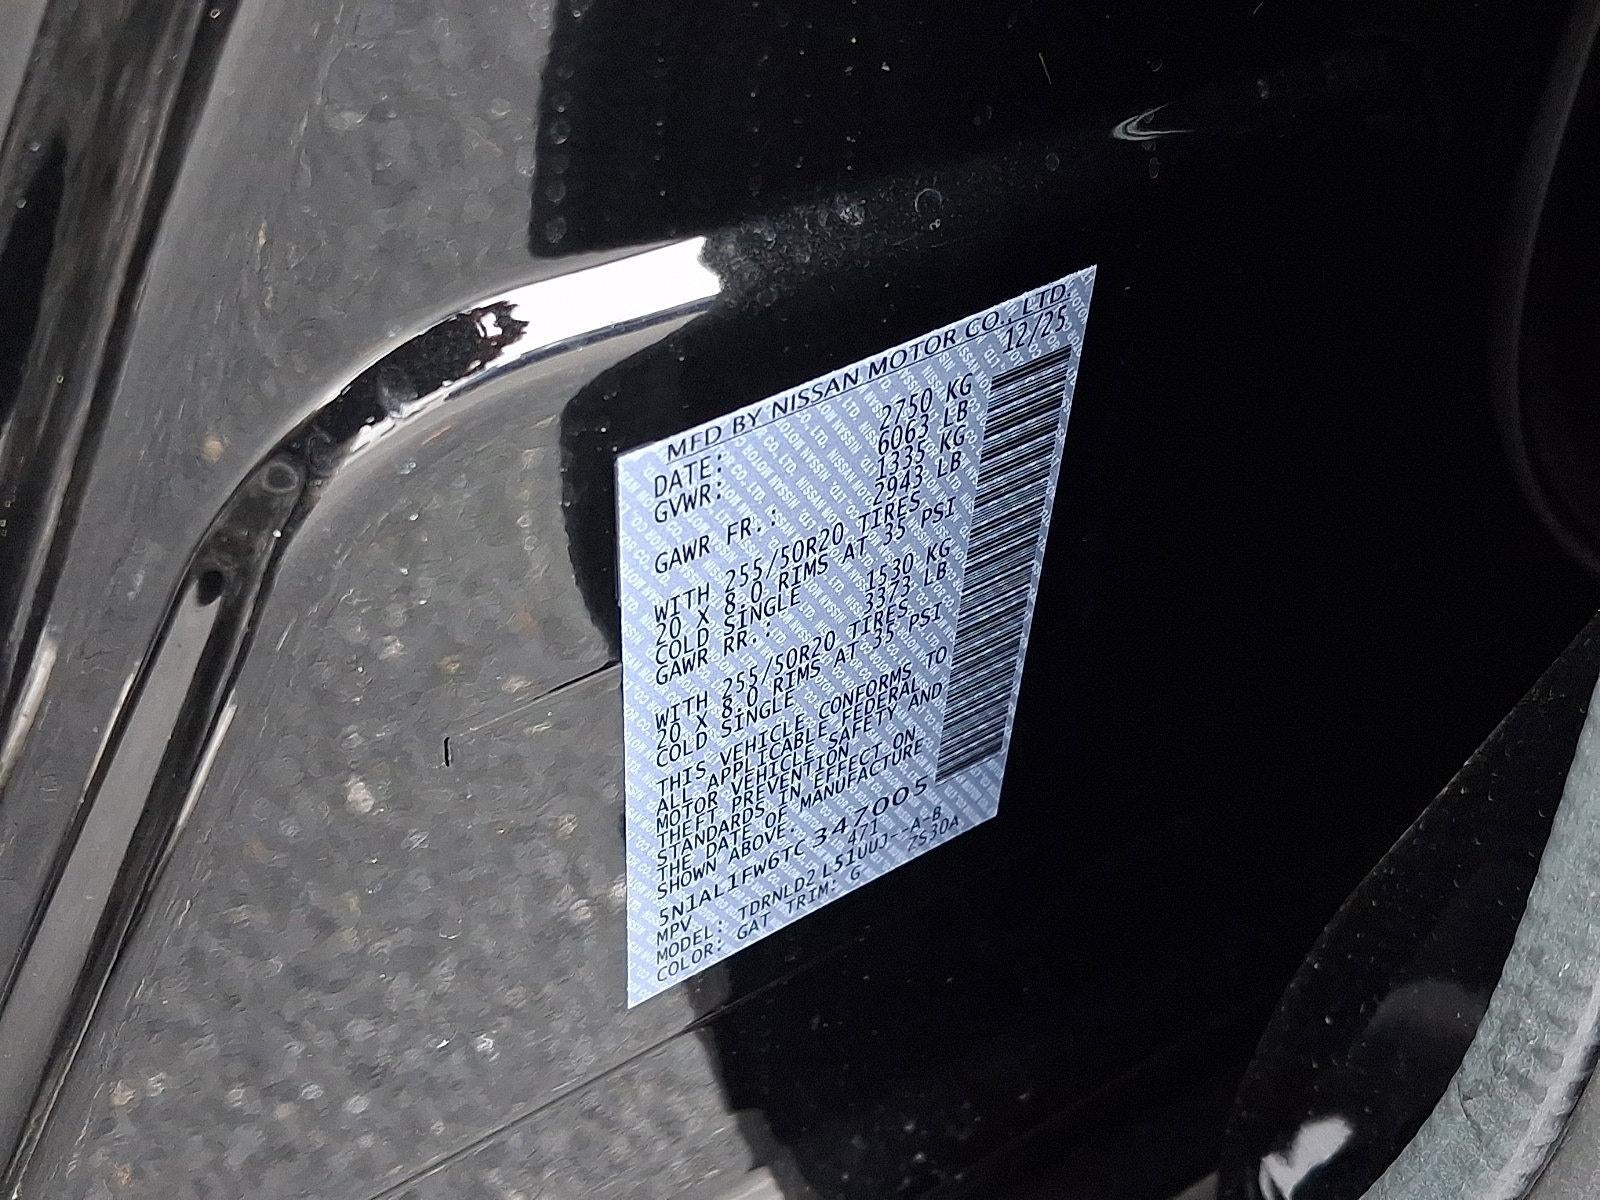 MFD BY NISSAN MOTOR CO., LTD.
DATE: 12/25
GVWR: 2750 KG
6063 LB
GAWR FR.: 1335 KG
2943 LB
WITH 255/50R20 TIRES
20 X 8.0 RIMS AT 35 PSI
COLD SINGLE
GAWR RR.: 1530 KG
3373 LB
WITH 255/50R20 TIRES
20 X 8.0 RIMS AT 35 PSI
COLD SINGLE
THIS VEHICLE CONFORMS TO
ALL APPLICABLE FEDERAL
MOTOR VEHICLE SAFETY AND
THEFT PREVENTION
STANDARDS IN EFFECT ON
THE DATE OF MANUFACTURE
SHOWN ABOVE.
5N1AL1FW6TC347005
MPV 471
MODEL: TDRNLD2 L51UUJ--A-B
COLOR: GAT TRIM: G ZS30A